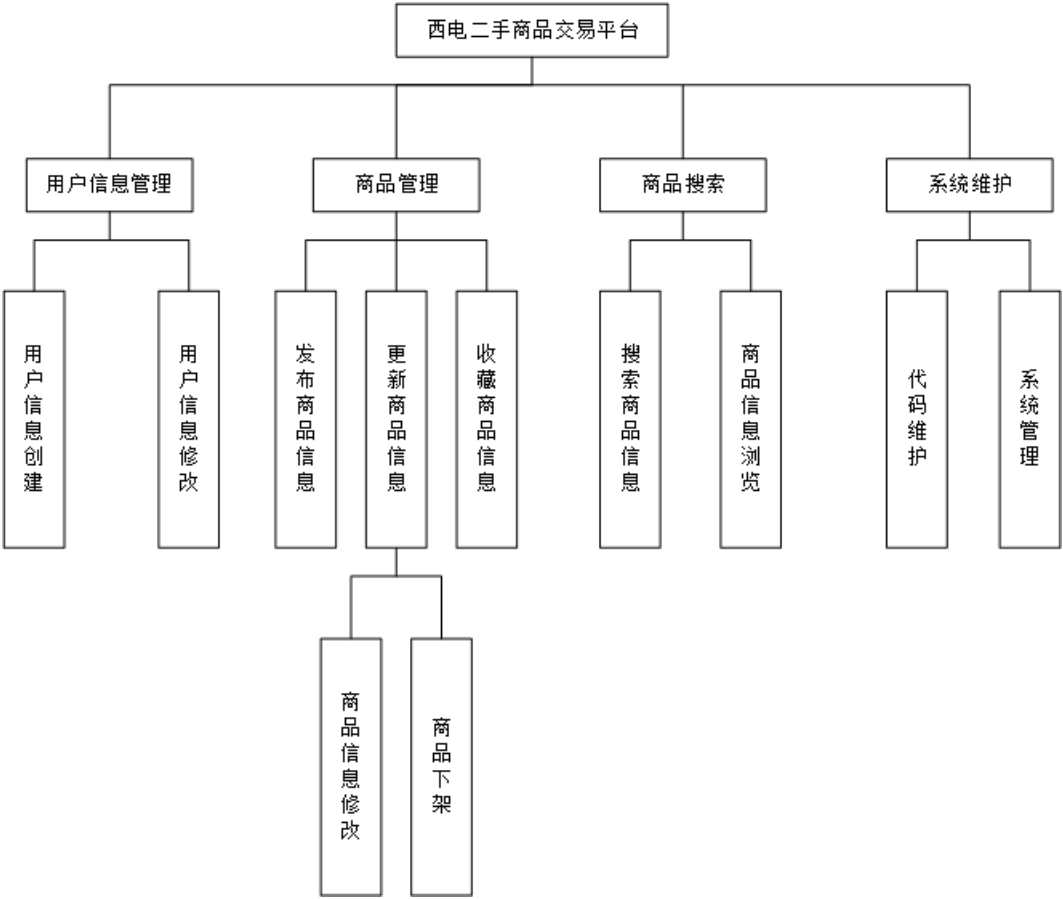 西电二手商品交易平台
用户信息管理
商品管理
商品搜索
系统维护
用户信息创建
用户信息修改
发布商品信息
更新商品信息
收藏商品信息
搜索商品信息
商品信息浏览
代码维护
系统管理
商品信息修改
商品下架